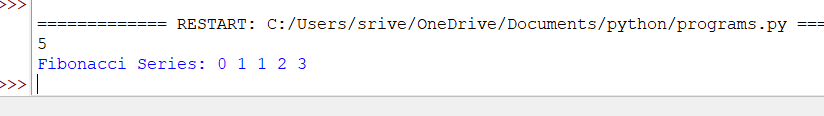 >>>
============= RESTART: C:/Users/srive/OneDrive/Documents/python/programs.py ===
5
Fibonacci Series: 0 1 1 2 3
>>>